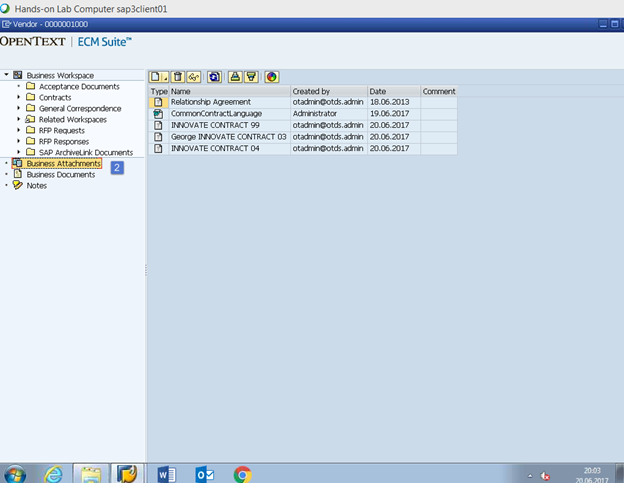 Hands-on Lab Computer sap3client01
Vendor - 0000001000
OPENTEXT | ECM Suite™
Business Workspace
Acceptance Documents
Contracts
General Correspondence
Related Workspaces
RFP Requests
RFP Responses
SAP ArchiveLink Documents
Business Attachments
2
Business Documents
Notes
Type Name Created by Date Comment
Relationship Agreement otadmin@otds.admin 18.06.2013
CommonContractLanguage Administrator 19.06.2017
INNOVATE CONTRACT 99 otadmin@otds.admin 20.06.2017
George INNOVATE CONTRACT 03 otadmin@otds.admin 20.06.2017
INNOVATE CONTRACT 04 otadmin@otds.admin 20.06.2017
20:03
20.06.2017